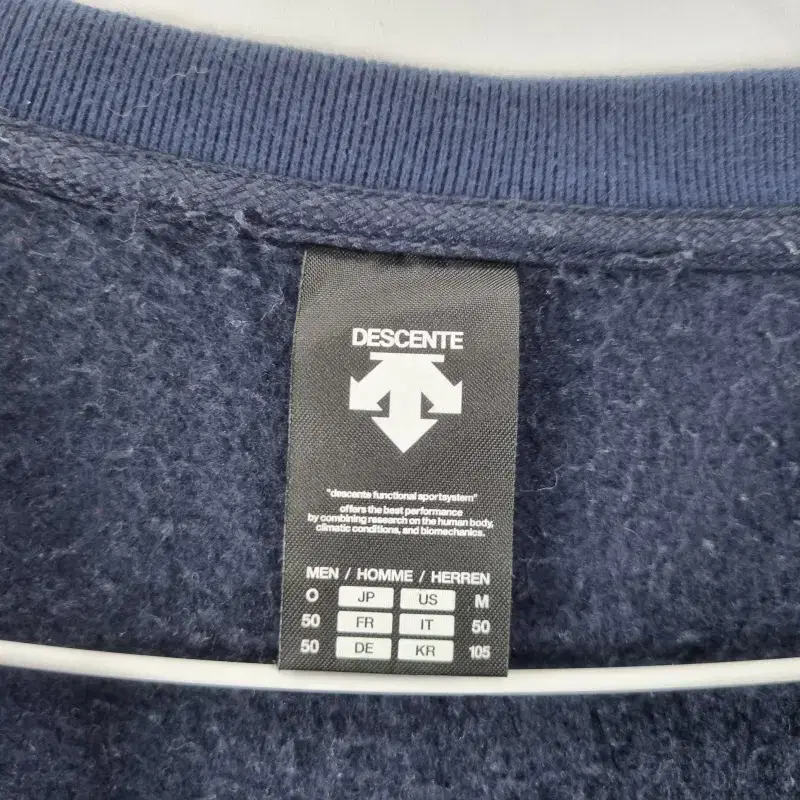 DESCENTE
"descente functional sportsystem"
offers the best performance
by combining research on the human body,
climatic conditions, and biomechanics.
MEN / HOMME / HERREN
O JP US M
50 FR IT 50
50 DE KR 105